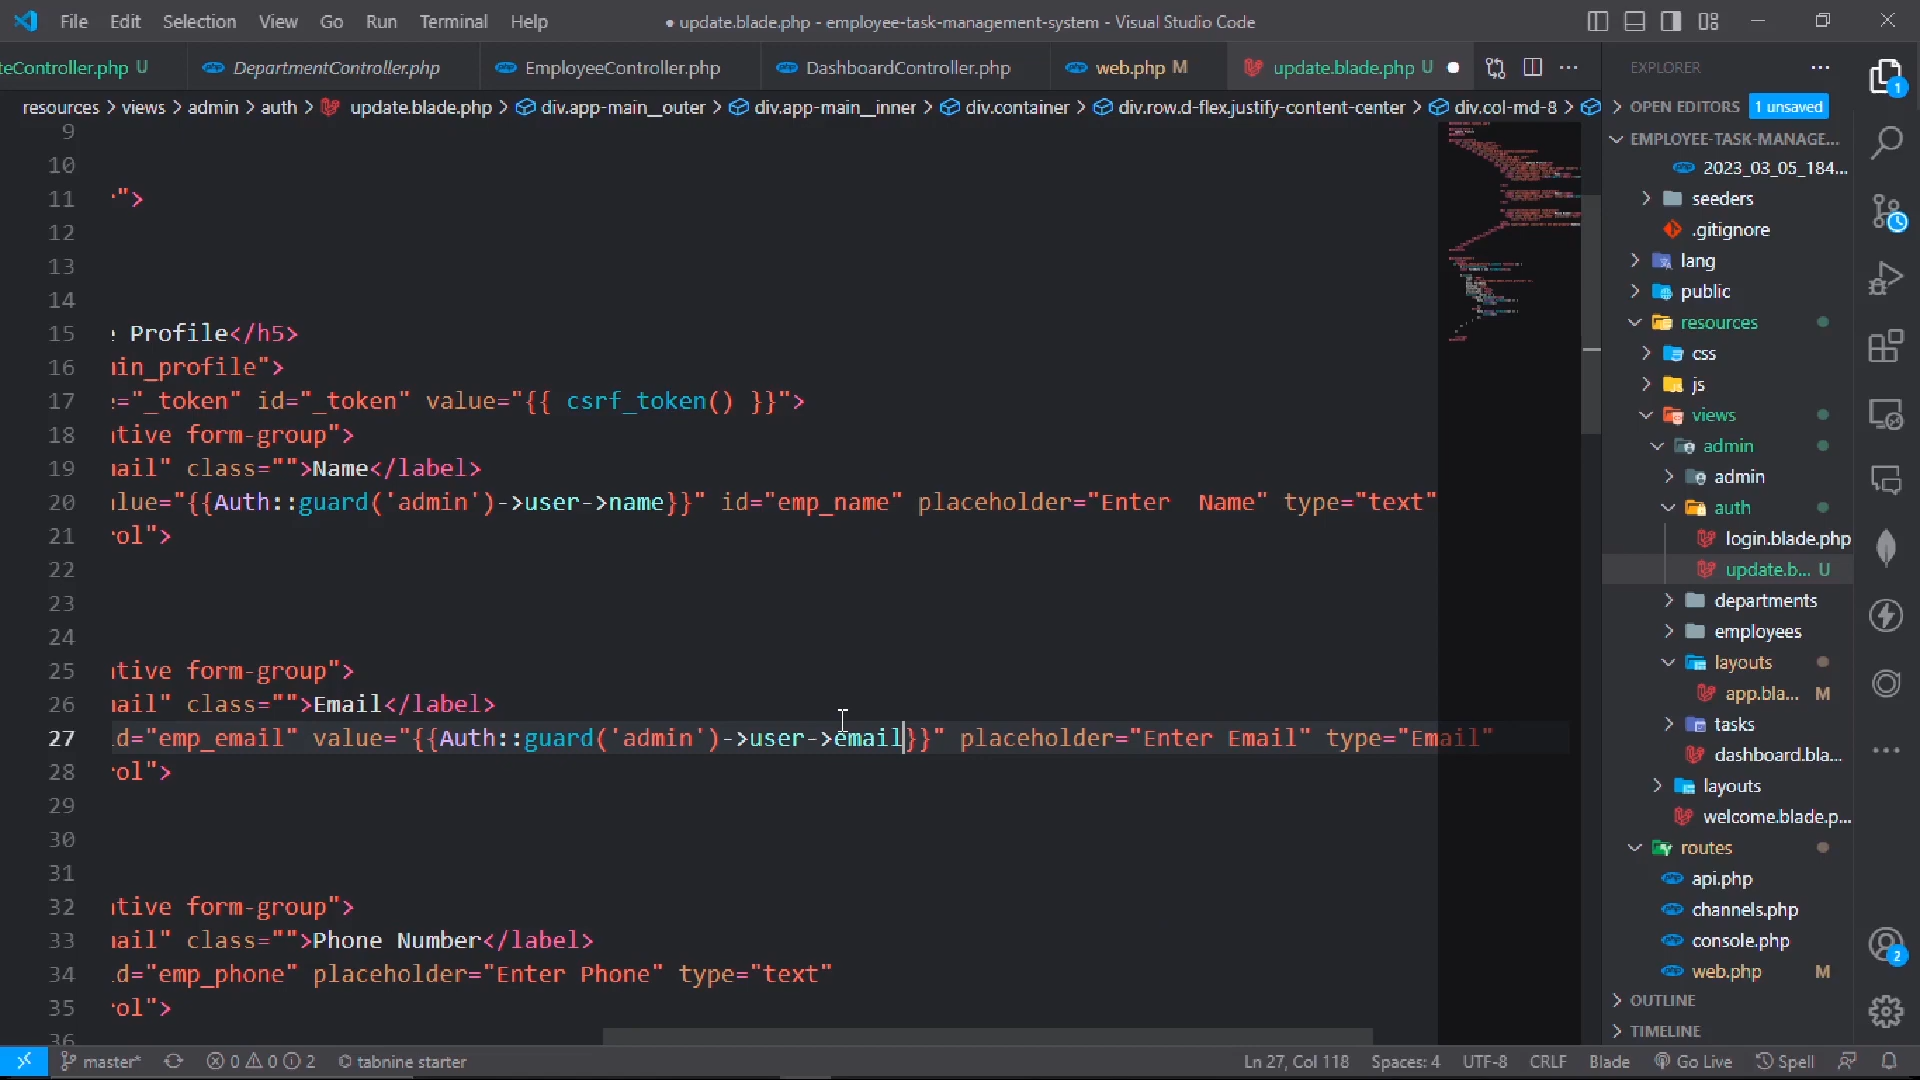 File Edit Selection View Go Run Terminal Help
● update.blade.php - employee-task-management-system - Visual Studio Code
teController.php U
DepartmentController.php
EmployeeController.php
DashboardController.php
web.php M
update.blade.php U ●
resources > views > admin > auth > update.blade.php > div.app-main__outer > div.app-main__inner > div.container > div.row.d-flex.justify-content-center > div.col-md-8 >
9
10
11 ">
12
13
14
15 e Profile</h5>
16 in_profile">
17 ="_token" id="_token" value="{{ csrf_token() }}">
18 tive form-group">
19 mail" class="">Name</label>
20 alue="{{Auth::guard('admin')->user->name}}" id="emp_name" placeholder="Enter  Name" type="text"
21 ol">
22
23
24
25 tive form-group">
26 mail" class="">Email</label>
27 d="emp_email" value="{{Auth::guard('admin')->user->email}}" placeholder="Enter Email" type="Email"
28 ol">
29
30
31
32 tive form-group">
33 mail" class="">Phone Number</label>
34 d="emp_phone" placeholder="Enter Phone" type="text"
35 ol">
36
EXPLORER
OPEN EDITORS 1 unsaved
EMPLOYEE-TASK-MANAGE...
2023_03_05_184...
seeders
.gitignore
lang
public
resources
css
js
views
admin
admin
auth
login.blade.php
update.b... U
departments
employees
layouts
app.bla... M
tasks
dashboard.bla...
layouts
welcome.blade.p...
routes
api.php
channels.php
console.php
web.php M
OUTLINE
TIMELINE
1
2
master* 0 0 2 tabnine starter
Ln 27, Col 118 Spaces: 4 UTF-8 CRLF Blade Go Live Spell